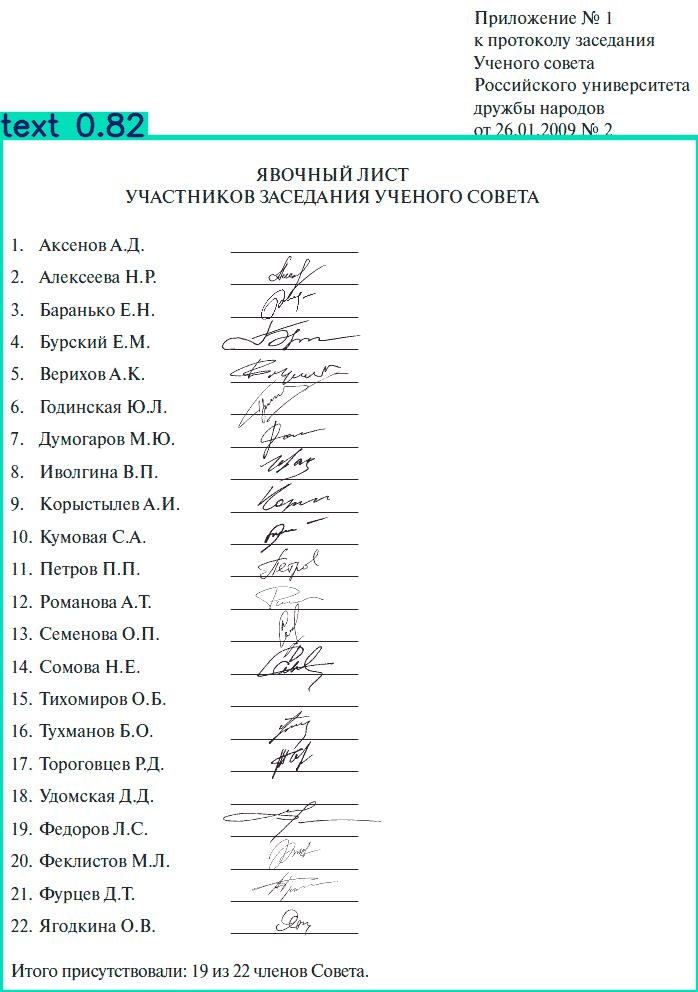 Приложение № 1
к протоколу заседания
Ученого совета
Российского университета
дружбы народов
от 26.01.2009 № 2
text 0.82
ЯВОЧНЫЙ ЛИСТ
УЧАСТНИКОВ ЗАСЕДАНИЯ УЧЕНОГО СОВЕТА
1. Аксенов А.Д.
2. Алексеева Н.Р.
3. Баранько Е.Н.
4. Бурский Е.М.
5. Верихов А.К.
6. Годинская Ю.Л.
7. Думогаров М.Ю.
8. Иволгина В.П.
9. Корыстылев А.И.
10. Кумовая С.А.
11. Петров П.П. Петров
12. Романова А.Т.
13. Семенова О.П.
14. Сомова Н.Е.
15. Тихомиров О.Б.
16. Тухманов Б.О.
17. Тороговцев Р.Д.
18. Удомская Д.Д.
19. Федоров Л.С.
20. Феклистов М.Л.
21. Фурцев Д.Т.
22. Ягодкина О.В.
Итого присутствовали: 19 из 22 членов Совета.